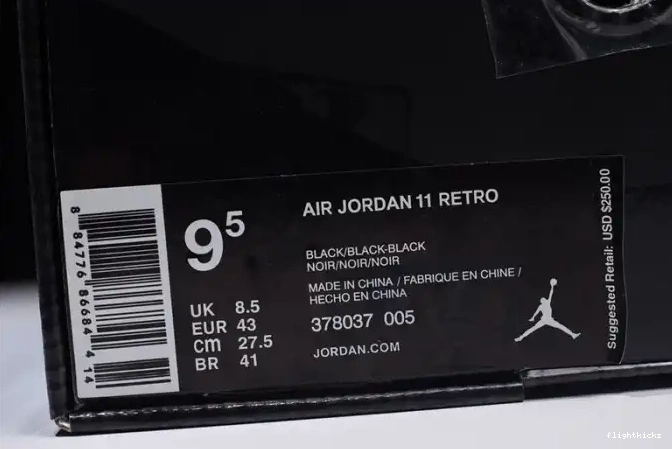 8 84776 86684 414
9⁵
AIR JORDAN 11 RETRO
BLACK/BLACK-BLACK
NOIR/NOIR/NOIR
MADE IN CHINA / FABRIQUE EN CHINE /
HECHO EN CHINA
378037 005
JORDAN.COM
UK 8.5
EUR 43
cm 27.5
BR 41
Suggested Retail: USD $250.00
flightkickz